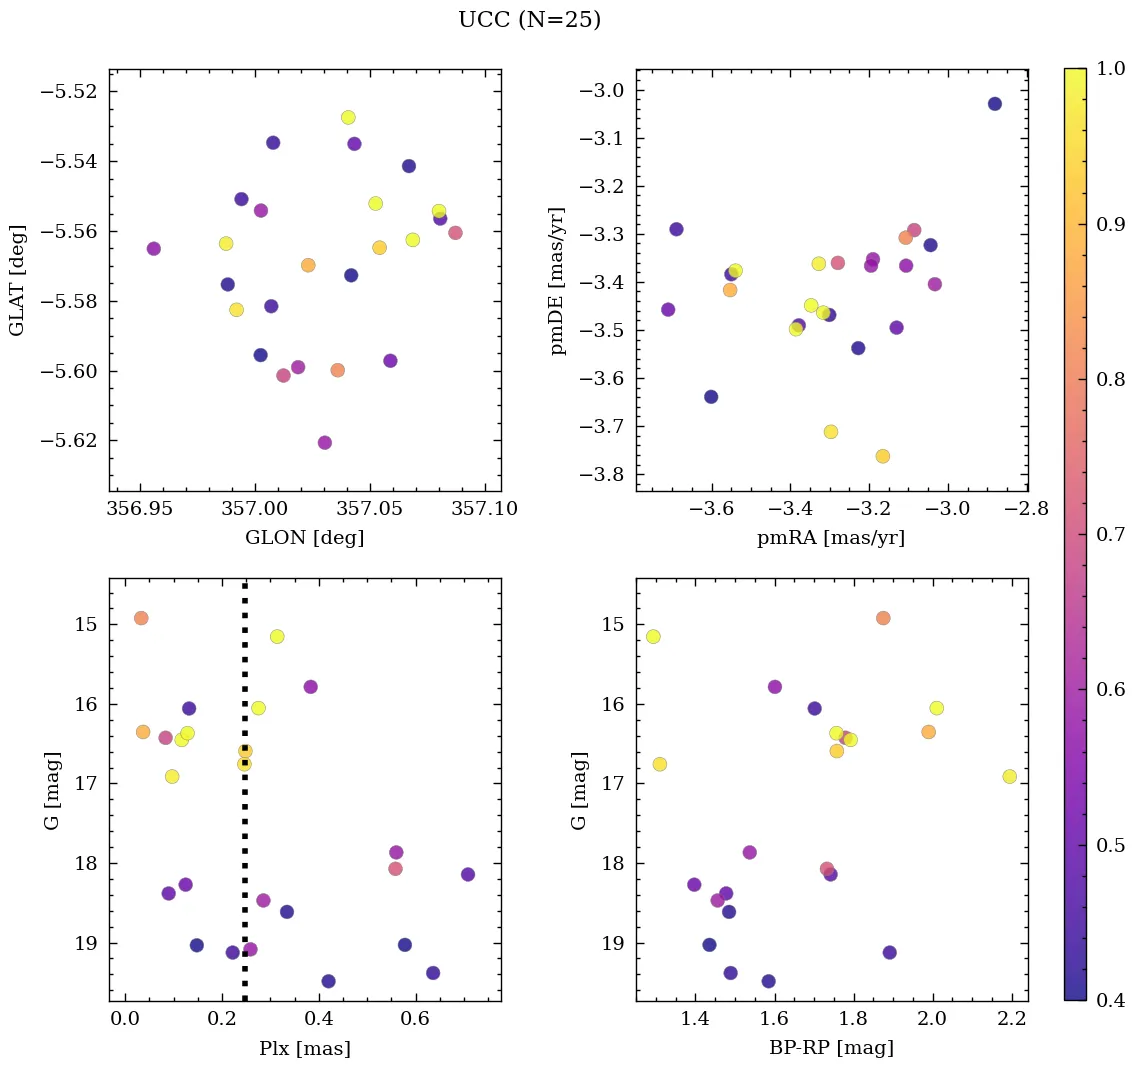 UCC (N=25)
−5.52
−5.54
−5.56
−5.58
−5.60
−5.62
GLAT [deg]
356.95 357.00 357.05 357.10
GLON [deg]
−3.0
−3.1
−3.2
−3.3
−3.4
−3.5
−3.6
−3.7
−3.8
pmDE [mas/yr]
−3.6 −3.4 −3.2 −3.0 −2.8
pmRA [mas/yr]
15
16
17
18
19
G [mag]
0.0 0.2 0.4 0.6
Plx [mas]
15
16
17
18
19
G [mag]
1.4 1.6 1.8 2.0 2.2
BP-RP [mag]
1.0
0.9
0.8
0.7
0.6
0.5
0.4